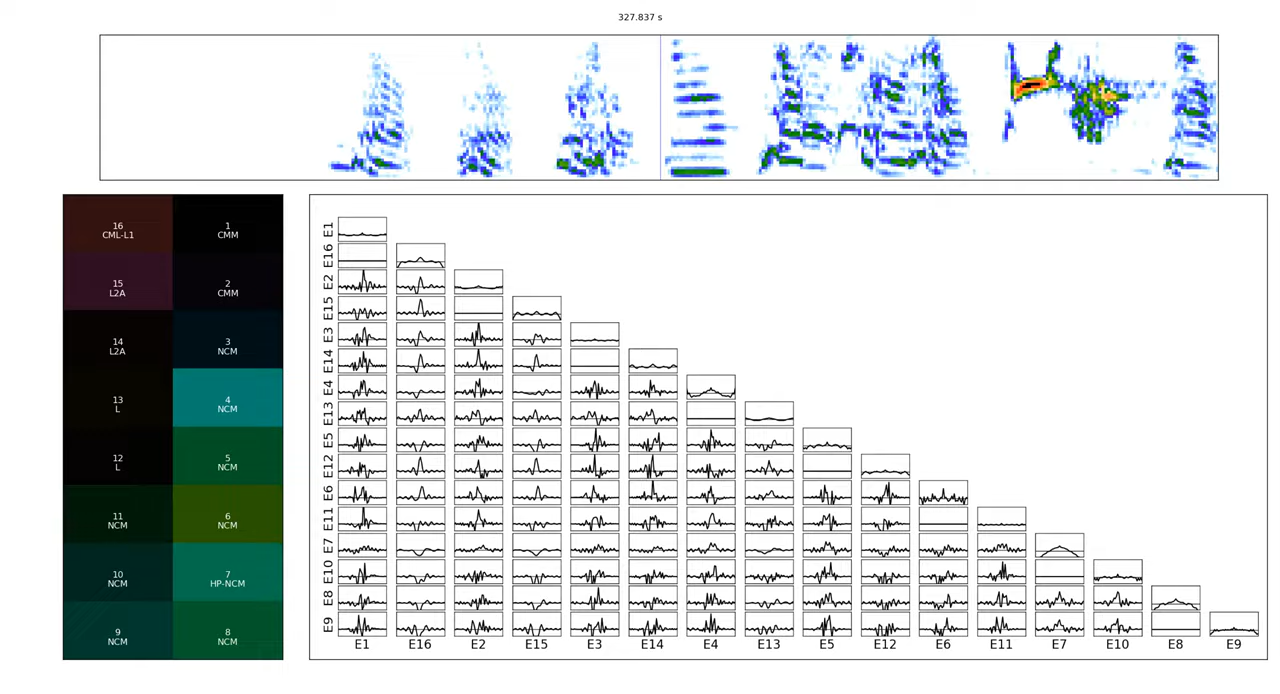 327.837 s
16
CML-L1
1
CMM
15
L2A
2
CMM
14
L2A
3
NCM
13
L
4
NCM
12
L
5
NCM
11
NCM
6
NCM
10
NCM
7
HP-NCM
9
NCM
8
NCM
E1
E16
E2
E15
E3
E14
E4
E13
E5
E12
E6
E11
E7
E10
E8
E9
E1 E16 E2 E15 E3 E14 E4 E13 E5 E12 E6 E11 E7 E10 E8 E9